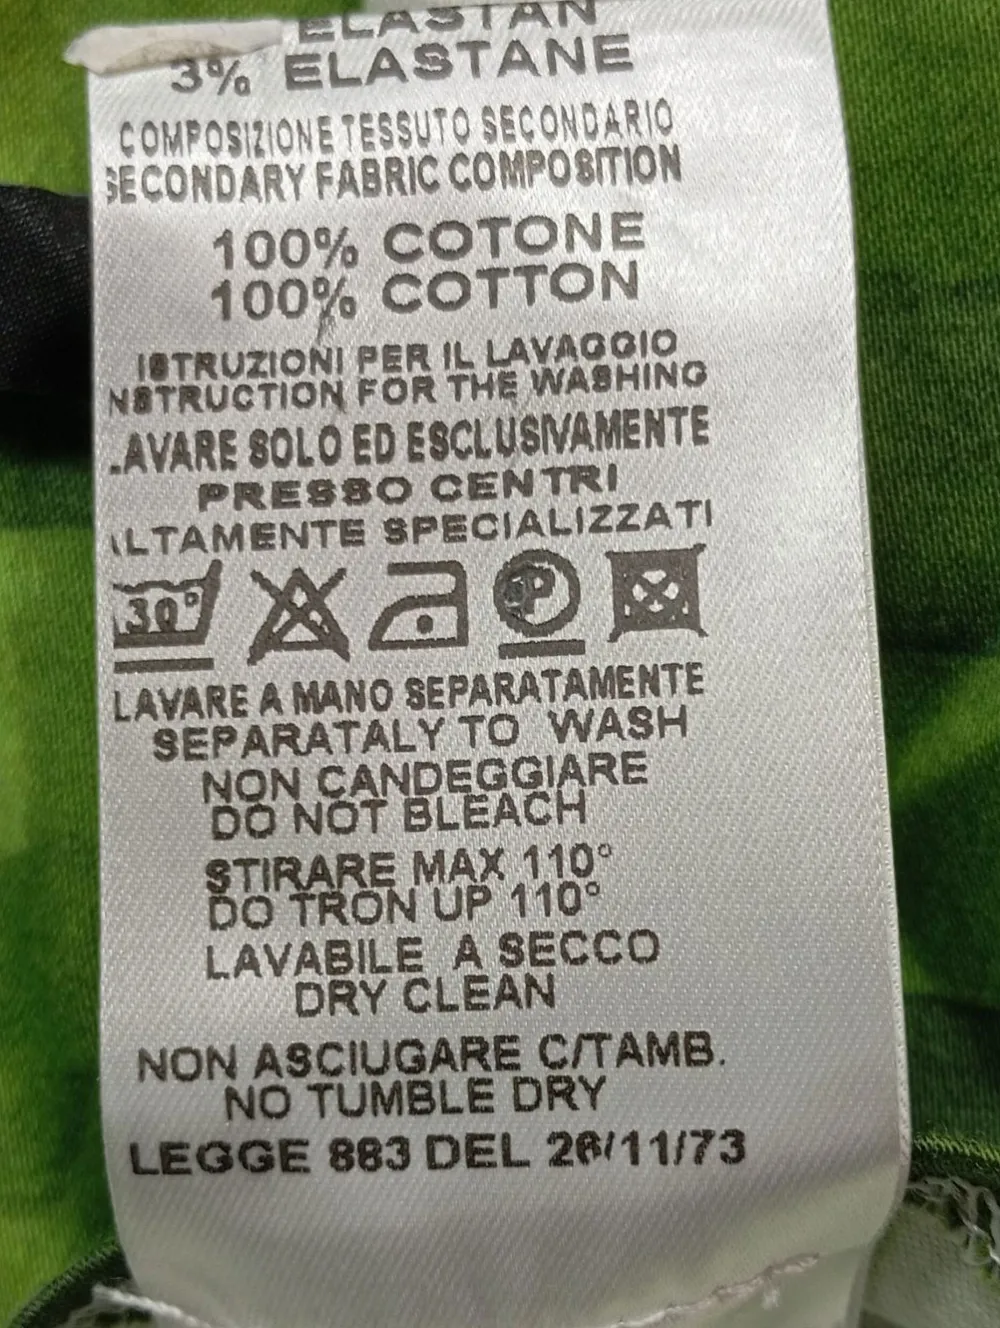 ELASTAN
3% ELASTANE
COMPOSIZIONE TESSUTO SECONDARIO
SECONDARY FABRIC COMPOSITION
100% COTONE
100% COTTON
ISTRUZIONI PER IL LAVAGGIO
NSTRUCTION FOR THE WASHING
LAVARE SOLO ED ESCLUSIVAMENTE
PRESSO CENTRI
ALTAMENTE SPECIALIZZATI
30° P
LAVARE A MANO SEPARATAMENTE
SEPARATALY TO WASH
NON CANDEGGIARE
DO NOT BLEACH
STIRARE MAX 110°
DO TRON UP 110°
LAVABILE A SECCO
DRY CLEAN
NON ASCIUGARE C/TAMB.
NO TUMBLE DRY
LEGGE 883 DEL 26/11/73